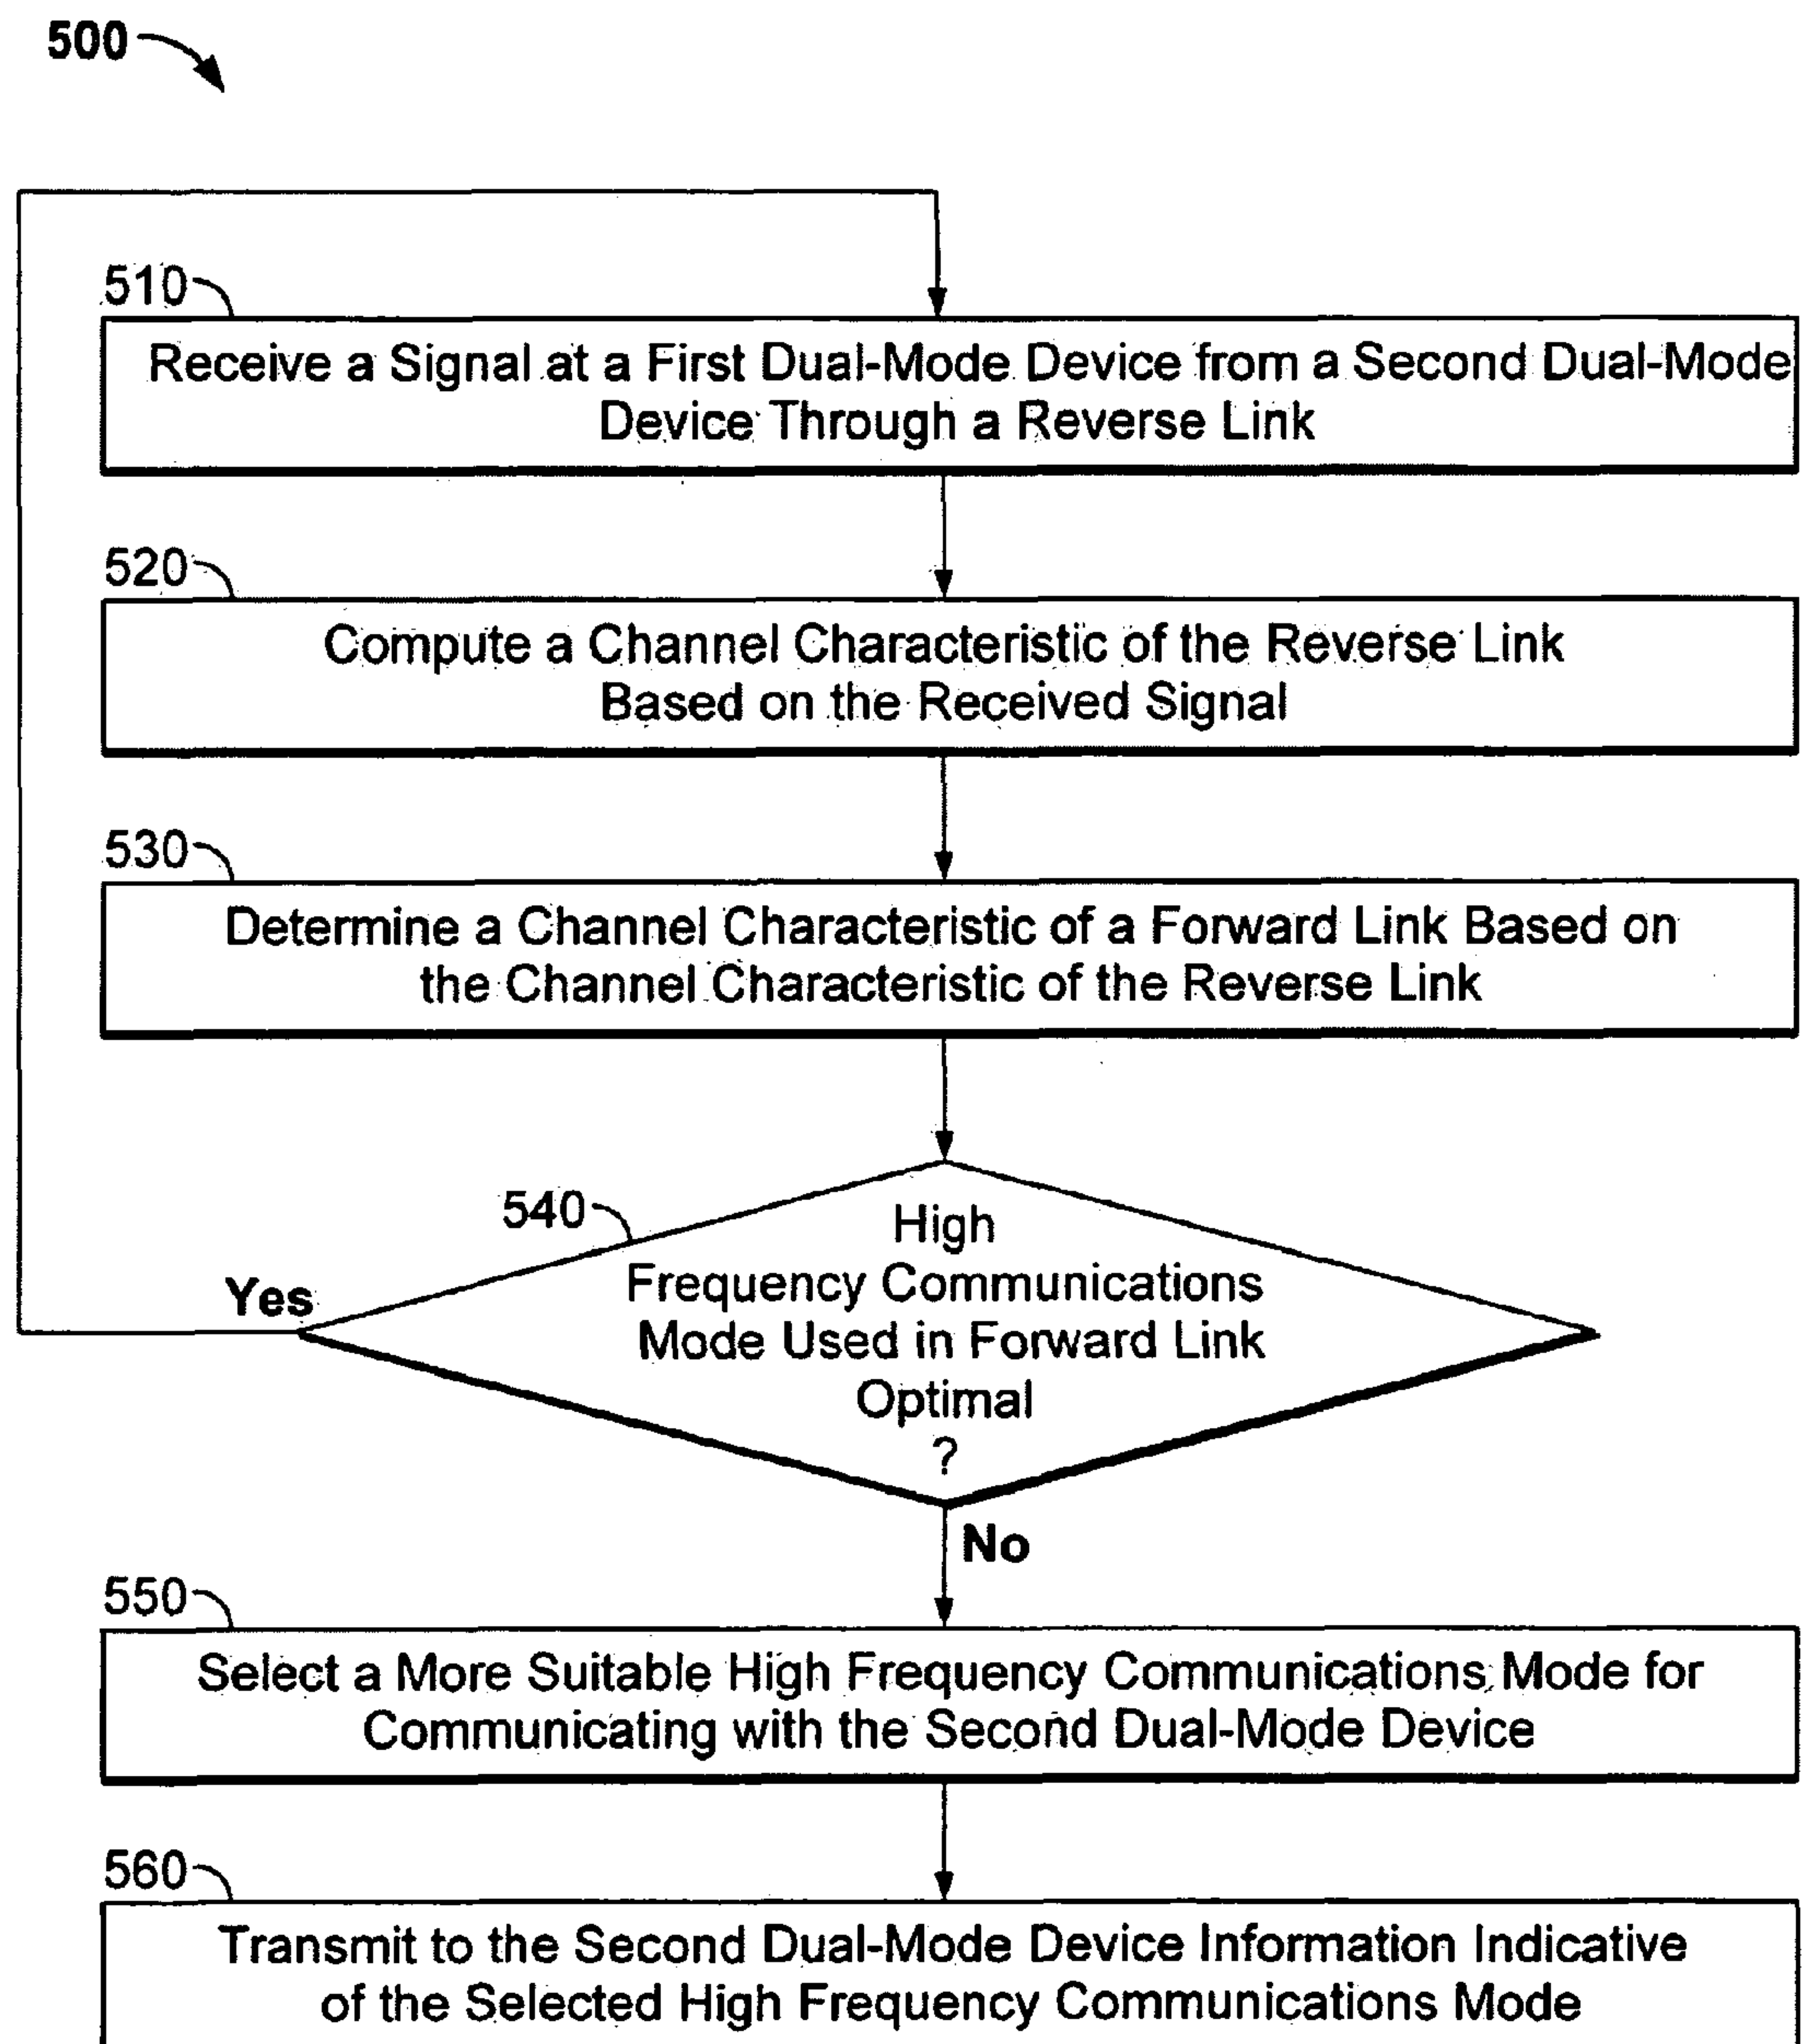 500
510
Receive a Signal at a First Dual-Mode Device from a Second Dual-Mode
Device Through a Reverse Link
520
Compute a Channel Characteristic of the Reverse Link
Based on the Received Signal
530
Determine a Channel Characteristic of a Forward Link Based on
the Channel Characteristic of the Reverse Link
540
High
Frequency Communications
Mode Used in Forward Link
Optimal
?
Yes
No
550
Select a More Suitable High Frequency Communications Mode for
Communicating with the Second Dual-Mode Device
560
Transmit to the Second Dual-Mode Device Information Indicative
of the Selected High Frequency Communications Mode